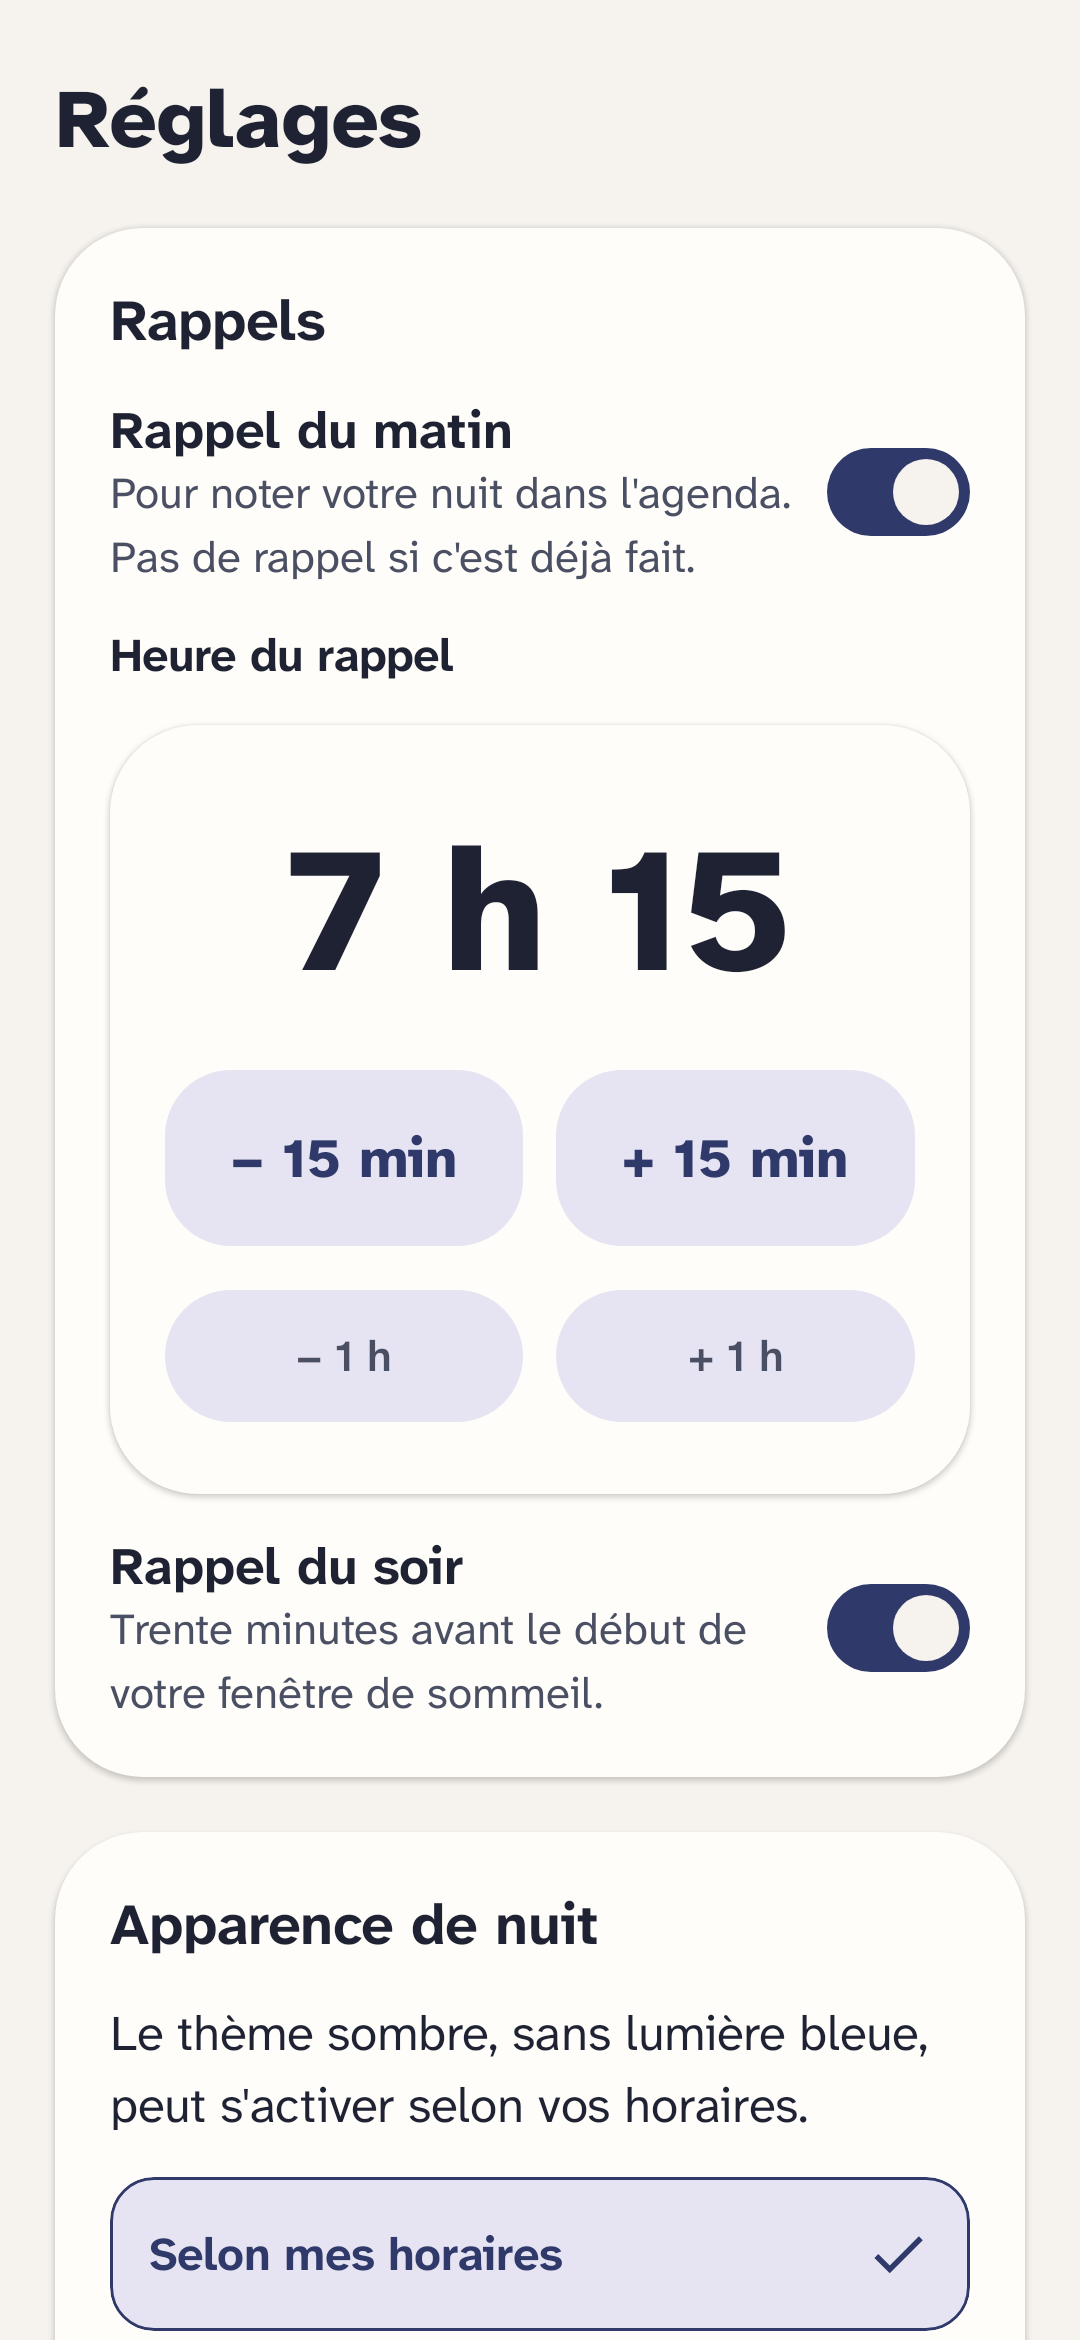 Réglages
Rappels
Rappel du matin
Pour noter votre nuit dans l'agenda.
Pas de rappel si c'est déjà fait.
Heure du rappel
7 h 15
– 15 min
+ 15 min
– 1 h
+ 1 h
Rappel du soir
Trente minutes avant le début de
votre fenêtre de sommeil.
Apparence de nuit
Le thème sombre, sans lumière bleue,
peut s'activer selon vos horaires.
Selon mes horaires